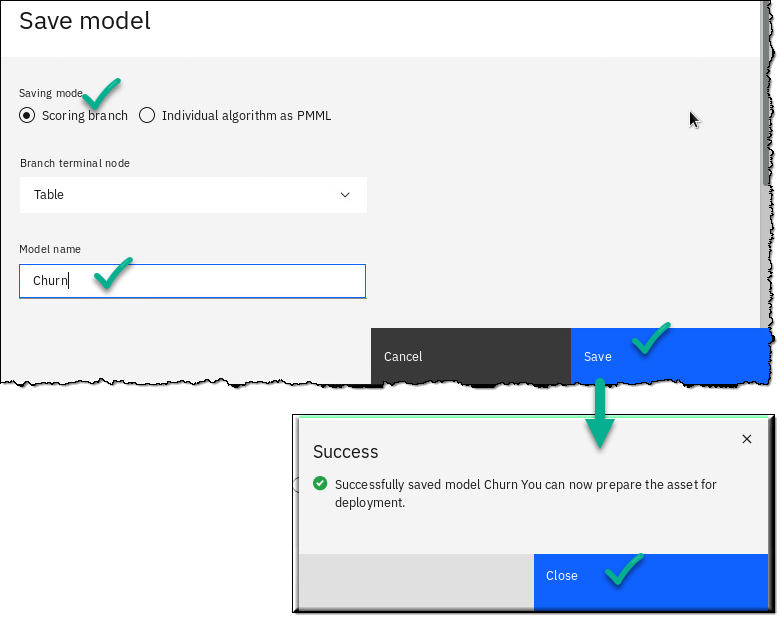 Save model
Saving mode
Scoring branch Individual algorithm as PMML
Branch terminal node
Table
Model name
Churn
Cancel Save
Success
Successfully saved model Churn You can now prepare the asset for
deployment.
Close